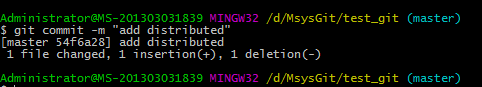 Administrator@MS-201303031839 MINGW32 /d/MsysGit/test_git (master)
$ git commit -m "add distributed"
[master 54f6a28] add distributed
 1 file changed, 1 insertion(+), 1 deletion(-)
Administrator@MS-201303031839 MINGW32 /d/MsysGit/test_git (master)